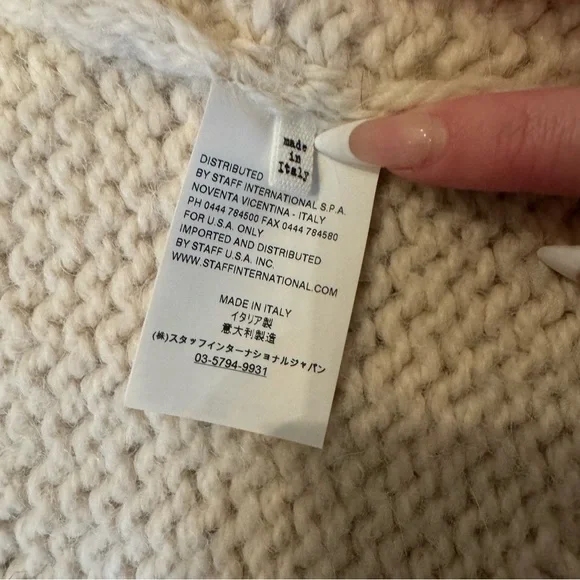 made
in
Italy
DISTRIBUTED
BY STAFF INTERNATIONAL S.P.A.
NOVENTA VICENTINA - ITALY
PH 0444 784500 FAX 0444 784580
FOR U.S.A. ONLY
IMPORTED AND DISTRIBUTED
BY STAFF U.S.A. INC.
WWW.STAFFINTERNATIONAL.COM
MADE IN ITALY
イタリア製
意大利製造
(株)スタッフインターナショナルジャパン
03-5794-9931